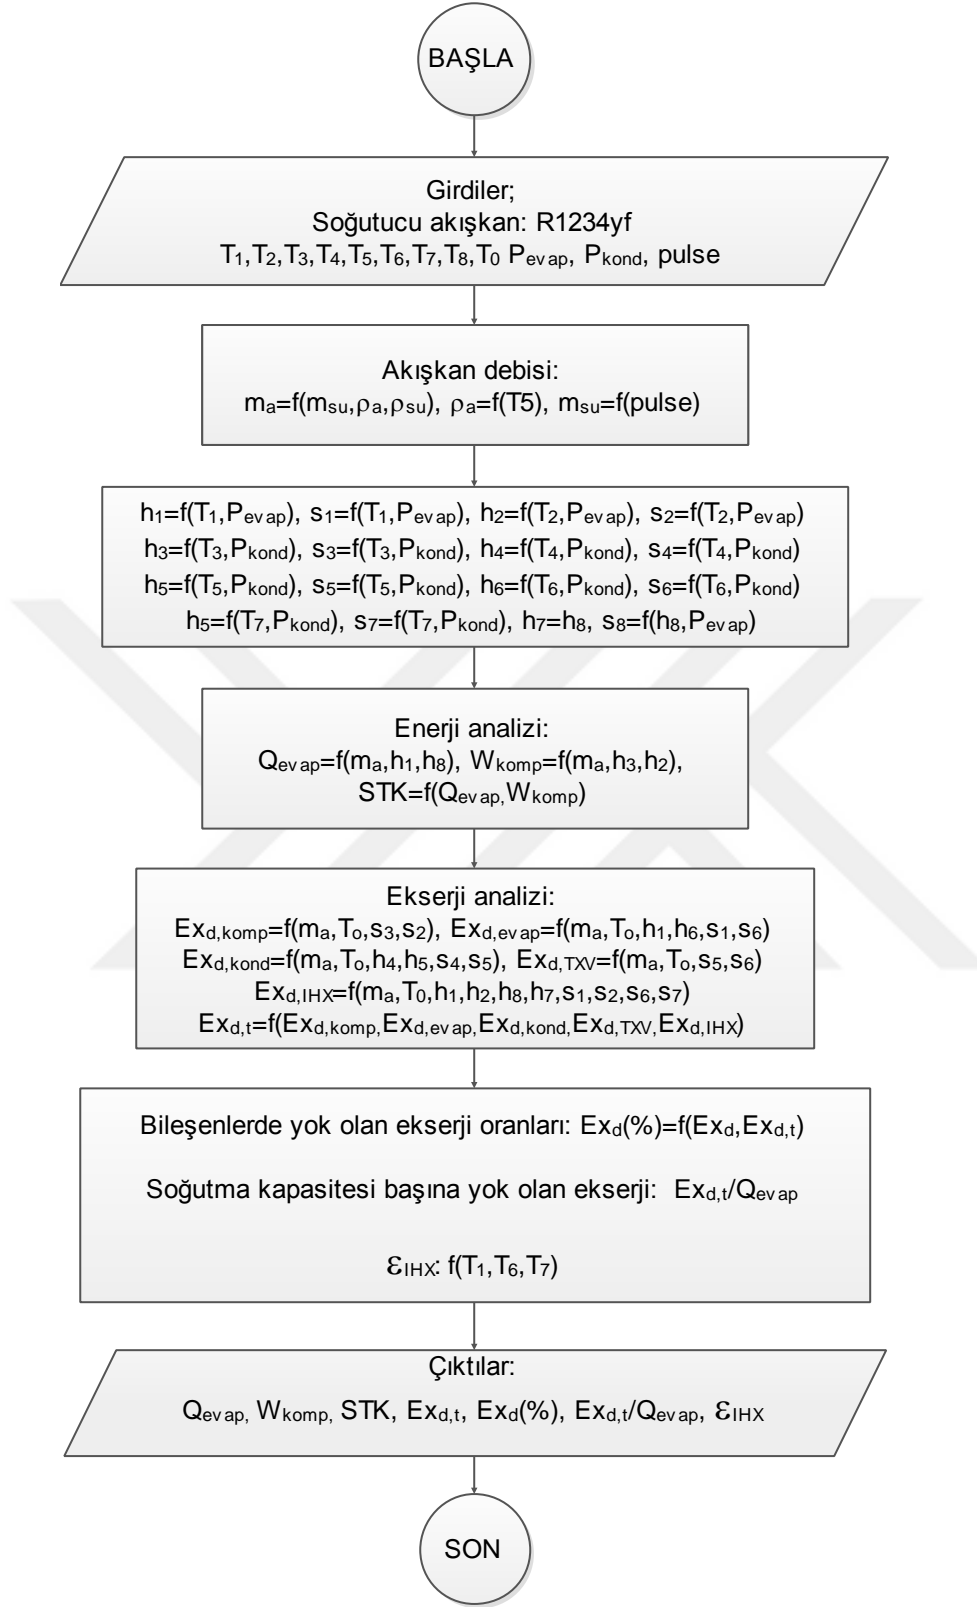 BAŞLA
Girdiler;
Soğutucu akışkan: R1234yf
T₁,T₂,T₃,T₄,T₅,T₆,T₇,T₈,T₀ Pevap, Pkond, pulse
Akışkan debisi:
mₐ=f(msu,ρₐ,ρsu), ρₐ=f(T5), msu=f(pulse)
h₁=f(T₁,Pevap), s₁=f(T₁,Pevap), h₂=f(T₂,Pevap), s₂=f(T₂,Pevap)
h₃=f(T₃,Pkond), s₃=f(T₃,Pkond), h₄=f(T₄,Pkond), s₄=f(T₄,Pkond)
h₅=f(T₅,Pkond), s₅=f(T₅,Pkond), h₆=f(T₆,Pkond), s₆=f(T₆,Pkond)
h₅=f(T₇,Pkond), s₇=f(T₇,Pkond), h₇=h₈, s₈=f(h₈,Pevap)
Enerji analizi:
Qevap=f(mₐ,h₁,h₈), Wkomp=f(mₐ,h₃,h₂),
STK=f(Qevap,Wkomp)
Ekserji analizi:
Exd,komp=f(mₐ,Tₒ,s₃,s₂), Exd,evap=f(mₐ,Tₒ,h₁,h₆,s₁,s₆)
Exd,kond=f(mₐ,Tₒ,h₄,h₅,s₄,s₅), Exd,TXV=f(mₐ,Tₒ,s₅,s₆)
Exd,IHX=f(mₐ,T₀,h₁,h₂,h₈,h₇,s₁,s₂,s₆,s₇)
Exd,t=f(Exd,komp,Exd,evap,Exd,kond,Exd,TXV,Exd,IHX)
Bileşenlerde yok olan ekserji oranları: Exd(%)=f(Exd,Exd,t)
Soğutma kapasitesi başına yok olan ekserji: Exd,t/Qevap
εIHX: f(T₁,T₆,T₇)
Çıktılar:
Qevap, Wkomp, STK, Exd,t, Exd(%), Exd,t/Qevap, εIHX
SON